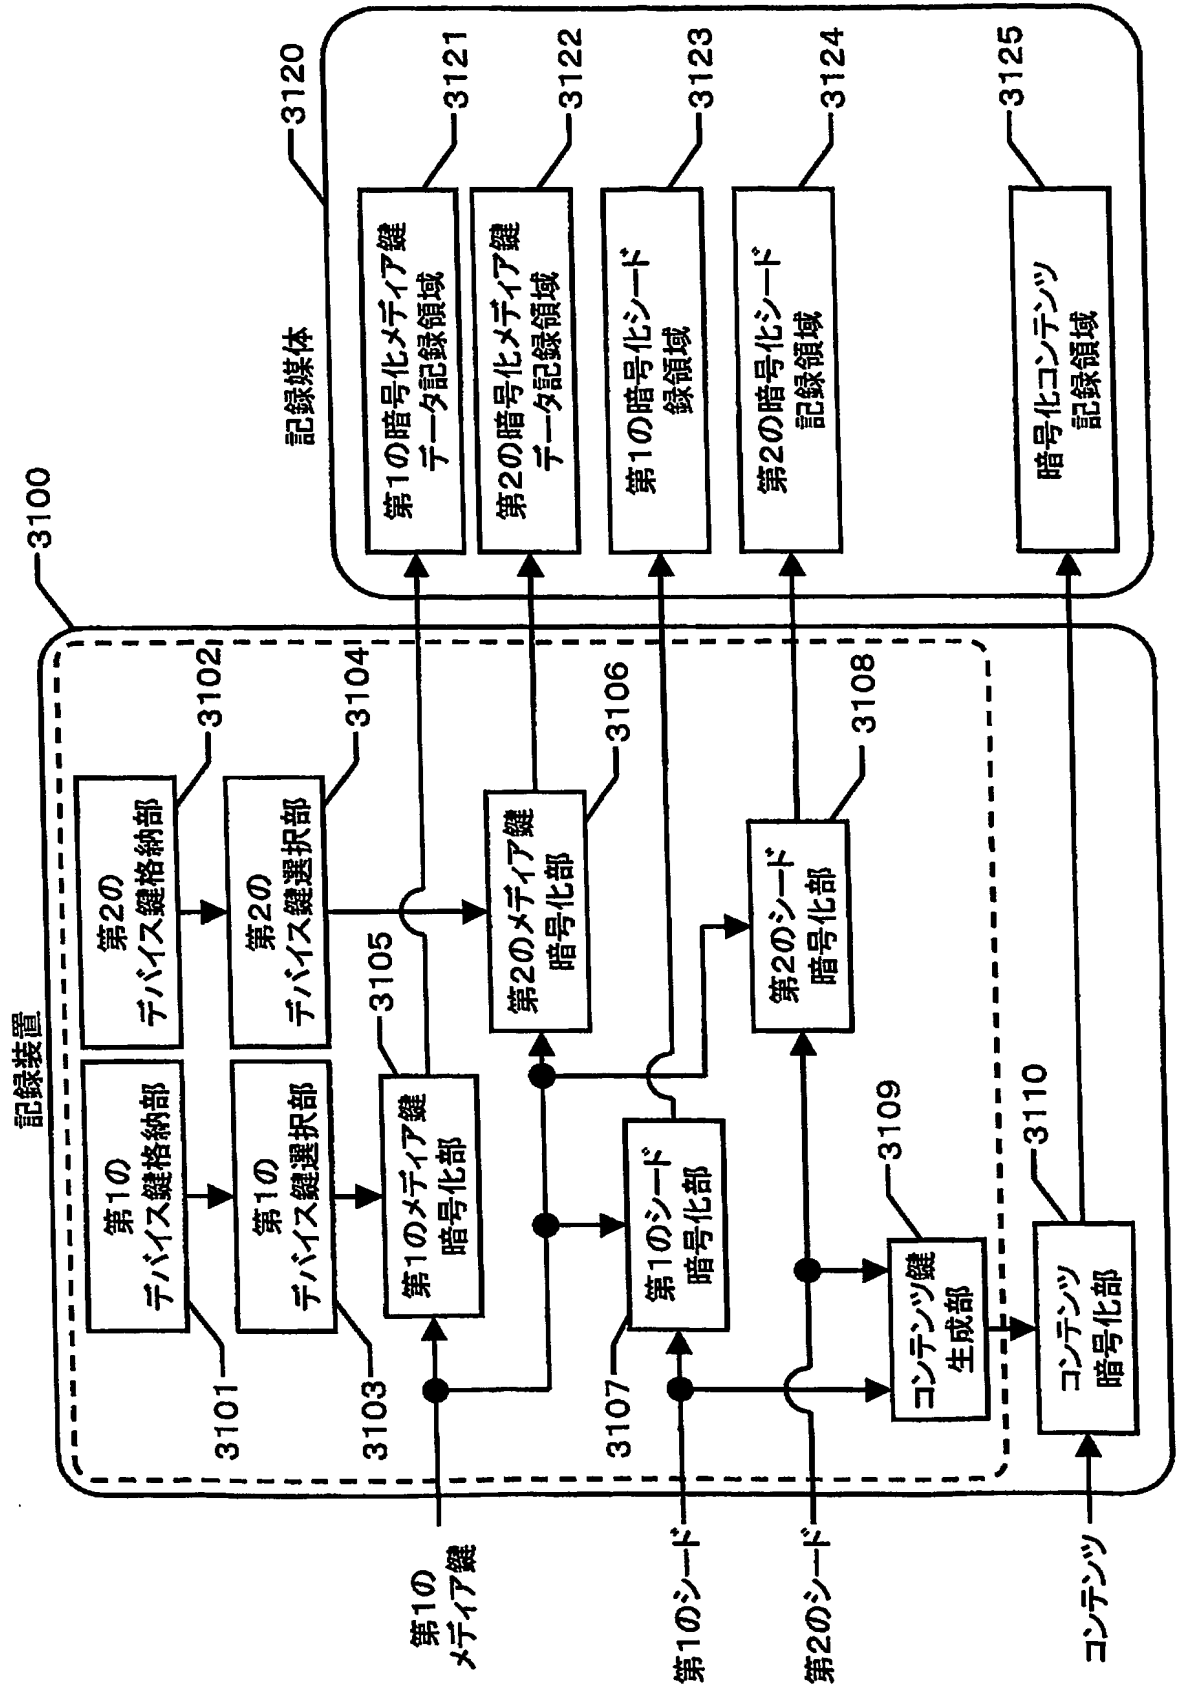 記録装置
3100
第1の
デバイス鍵格納部
3101
第2の
デバイス鍵格納部
3102
第1の
デバイス鍵選択部
3103
第2の
デバイス鍵選択部
3104
第1の
メディア鍵
第1のメディア鍵
暗号化部
3105
第2のメディア鍵
暗号化部
3106
第1のシード
第1のシード
暗号化部
3107
第2のシード
第2のシード
暗号化部
3108
コンテンツ鍵
生成部
3109
コンテンツ
コンテンツ
暗号化部
3110
記録媒体
3120
第1の暗号化メディア鍵
データ記録領域
3121
第2の暗号化メディア鍵
データ記録領域
3122
第1の暗号化シード
録領域
3123
第2の暗号化シード
記録領域
3124
暗号化コンテンツ
記録領域
3125